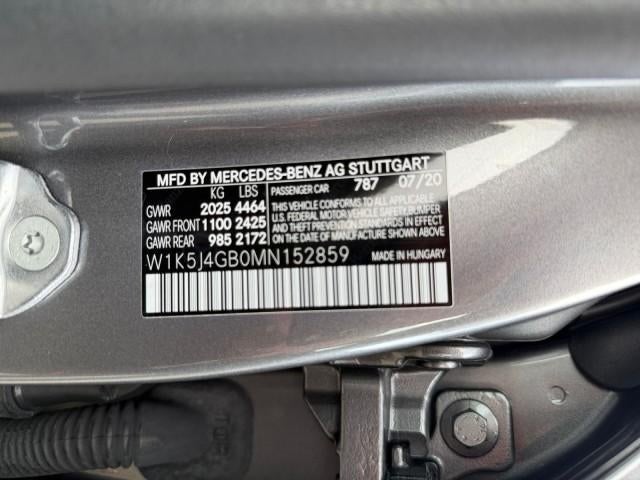 MFD BY MERCEDES-BENZ AG STUTTGART
KG LBS PASSENGER CAR 787 07/20
GVWR 2025 4464
GAWR FRONT 1100 2425
GAWR REAR 985 2172
THIS VEHICLE CONFORMS TO ALL APPLICABLE
U.S. FEDERAL MOTOR VEHICLE SAFETY, BUMPER
AND THEFT PREVENTION STANDARDS IN EFFECT
ON THE DATE OF MANUFACTURE SHOWN ABOVE.
W1K5J4GB0MN152859 MADE IN HUNGARY
TOP